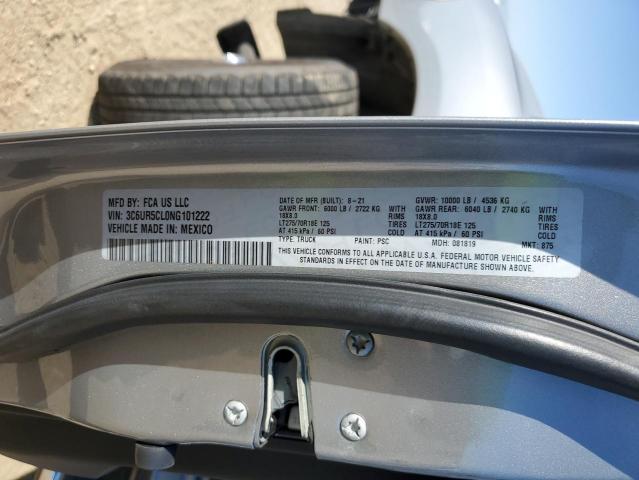 MFD BY: FCA US LLC
VIN: 3C6UR5CL0NG101222
VEHICLE MADE IN: MEXICO
DATE OF MFR (BUILT): 8-21
GAWR FRONT: 6000 LB / 2722 KG
18X8.0 RIMS
LT275/70R18E 125 TIRES
AT 415 kPa / 60 PSI COLD
TYPE: TRUCK PAINT: PSC
GVWR: 10000 LB / 4536 KG
GAWR REAR: 6040 LB / 2740 KG
18X8.0 RIMS
LT275/70R18E 125 TIRES
AT 415 kPa / 60 PSI COLD
MDH: 081819 MKT: 875
THIS VEHICLE CONFORMS TO ALL APPLICABLE U.S.A. FEDERAL MOTOR VEHICLE SAFETY
STANDARDS IN EFFECT ON THE DATE OF MANUFACTURE SHOWN ABOVE.